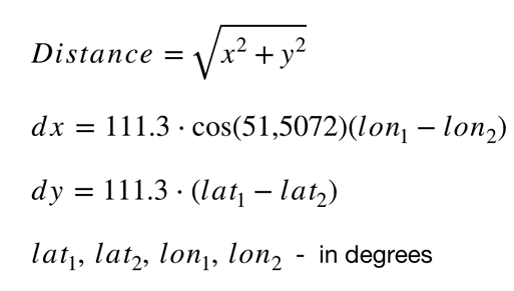 Distance = √x² + y²
dx = 111.3 · cos(51,5072)(lon₁ − lon₂)
dy = 111.3 · (lat₁ − lat₂)
lat₁, lat₂, lon₁, lon₂ - in degrees